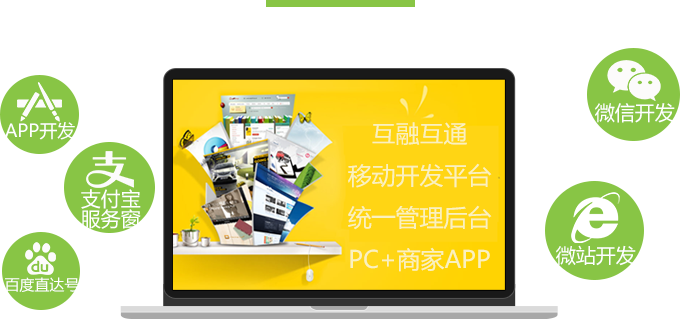 APP开发
支付宝
服务窗
百度直达号
互融互通
移动开发平台
统一管理后台
PC+商家APP
微信开发
微站开发